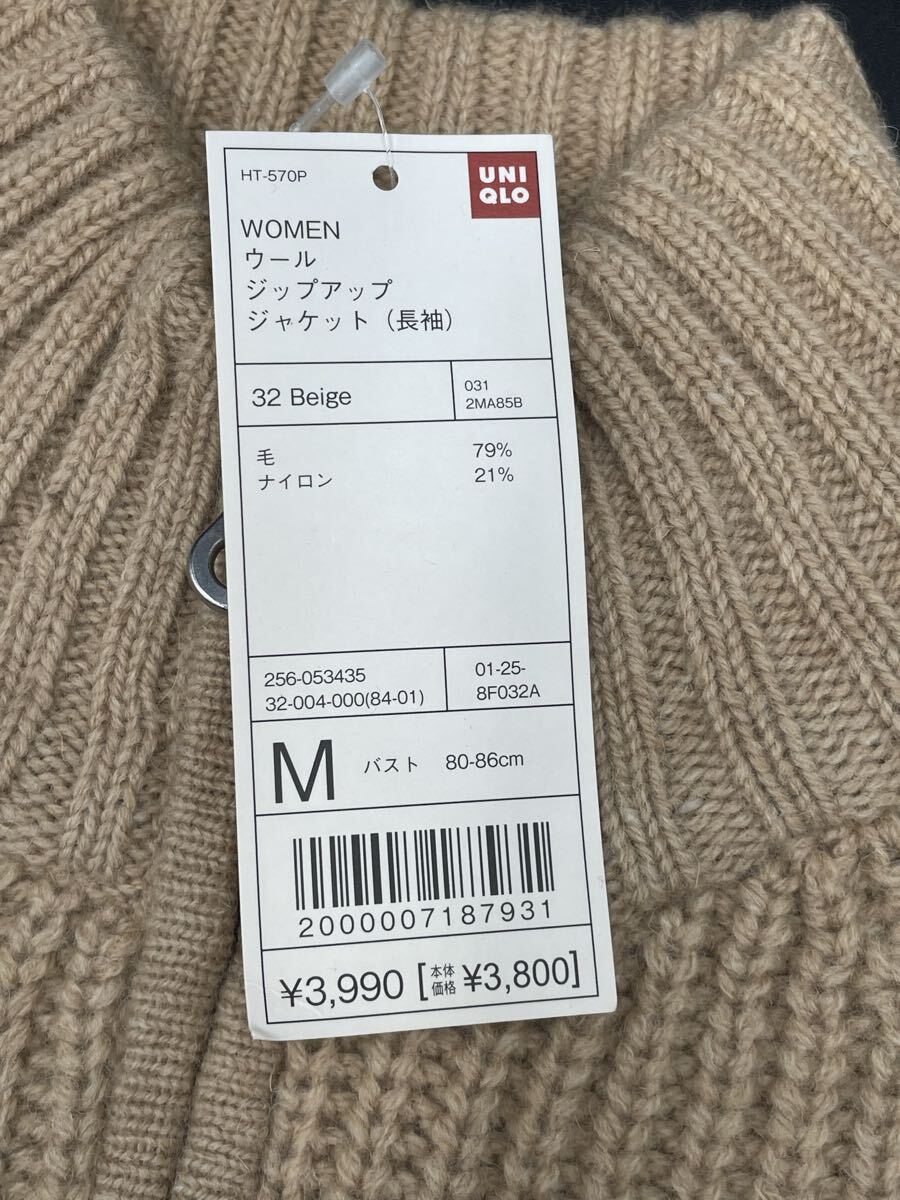 HT-570P
UNI
QLO
WOMEN
ウール
ジップアップ
ジャケット（長袖）
32 Beige
031
2MA85B
毛 79%
ナイロン 21%
256-053435
32-004-000(84-01)
01-25-
8F032A
M バスト 80-86cm
2000007187931
¥3,990 [本体価格 ¥3,800]